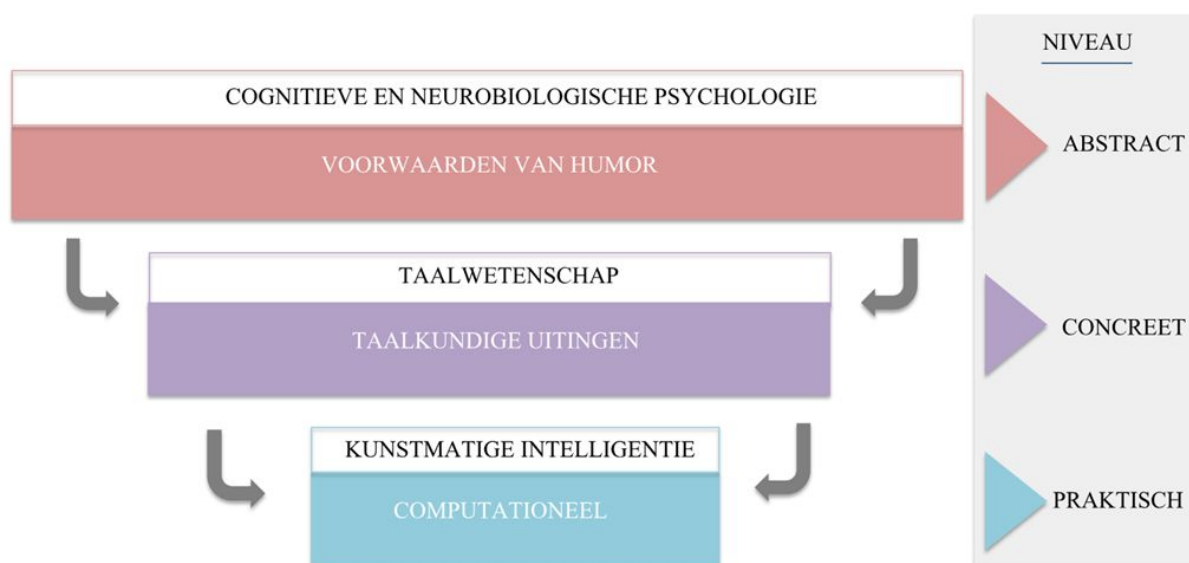 NIVEAU
COGNITIEVE EN NEUROBIOLOGISCHE PSYCHOLOGIE
VOORWAARDEN VAN HUMOR
ABSTRACT
TAALWETENSCHAP
TAALKUNDIGE UITINGEN
CONCREET
KUNSTMATIGE INTELLIGENTIE
COMPUTATIONEEL
PRAKTISCH